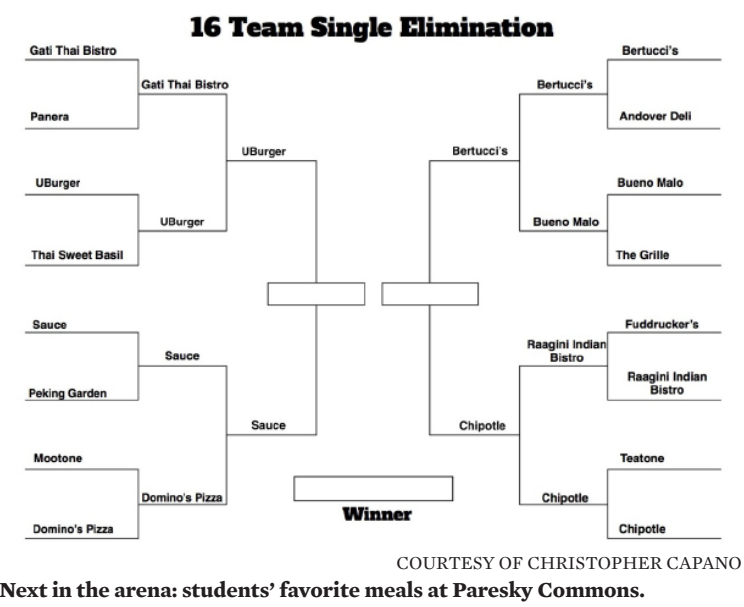 16 Team Single Elimination
Gati Thai Bistro
Panera
UBurger
Thai Sweet Basil
Sauce
Peking Garden
Mootone
Domino's Pizza
Gati Thai Bistro
UBurger
Sauce
Domino's Pizza
UBurger
Sauce
Bertucci's
Chipotle
Bertucci's
Bueno Malo
Raagini Indian
Bistro
Chipotle
Bertucci's
Andover Deli
Bueno Malo
The Grille
Fuddrucker's
Raagini Indian
Bistro
Teatone
Chipotle
Winner
COURTESY OF CHRISTOPHER CAPANO
Next in the arena: students' favorite meals at Paresky Commons.